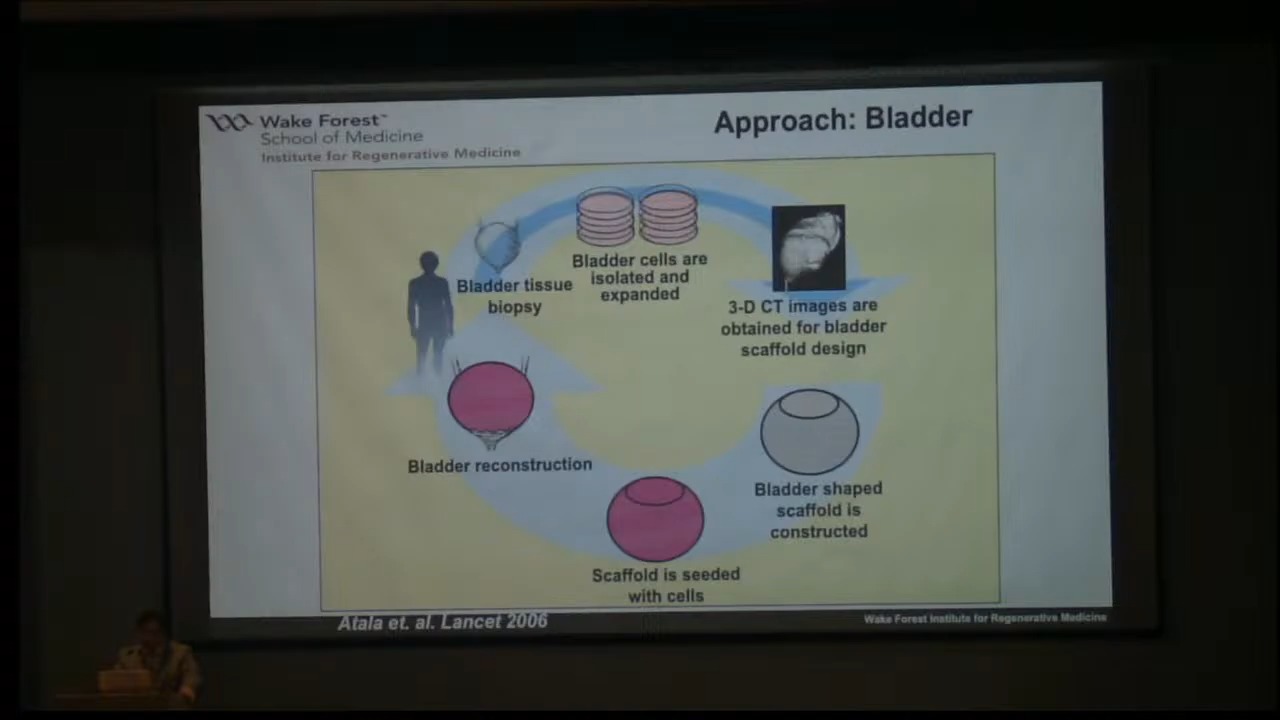 Wake Forest™
School of Medicine
Institute for Regenerative Medicine
Approach: Bladder
Bladder tissue
biopsy
Bladder cells are
isolated and
expanded
3-D CT images are
obtained for bladder
scaffold design
Bladder shaped
scaffold is
constructed
Scaffold is seeded
with cells
Bladder reconstruction
Atala et. al. Lancet 2006
Wake Forest Institute for Regenerative Medicine